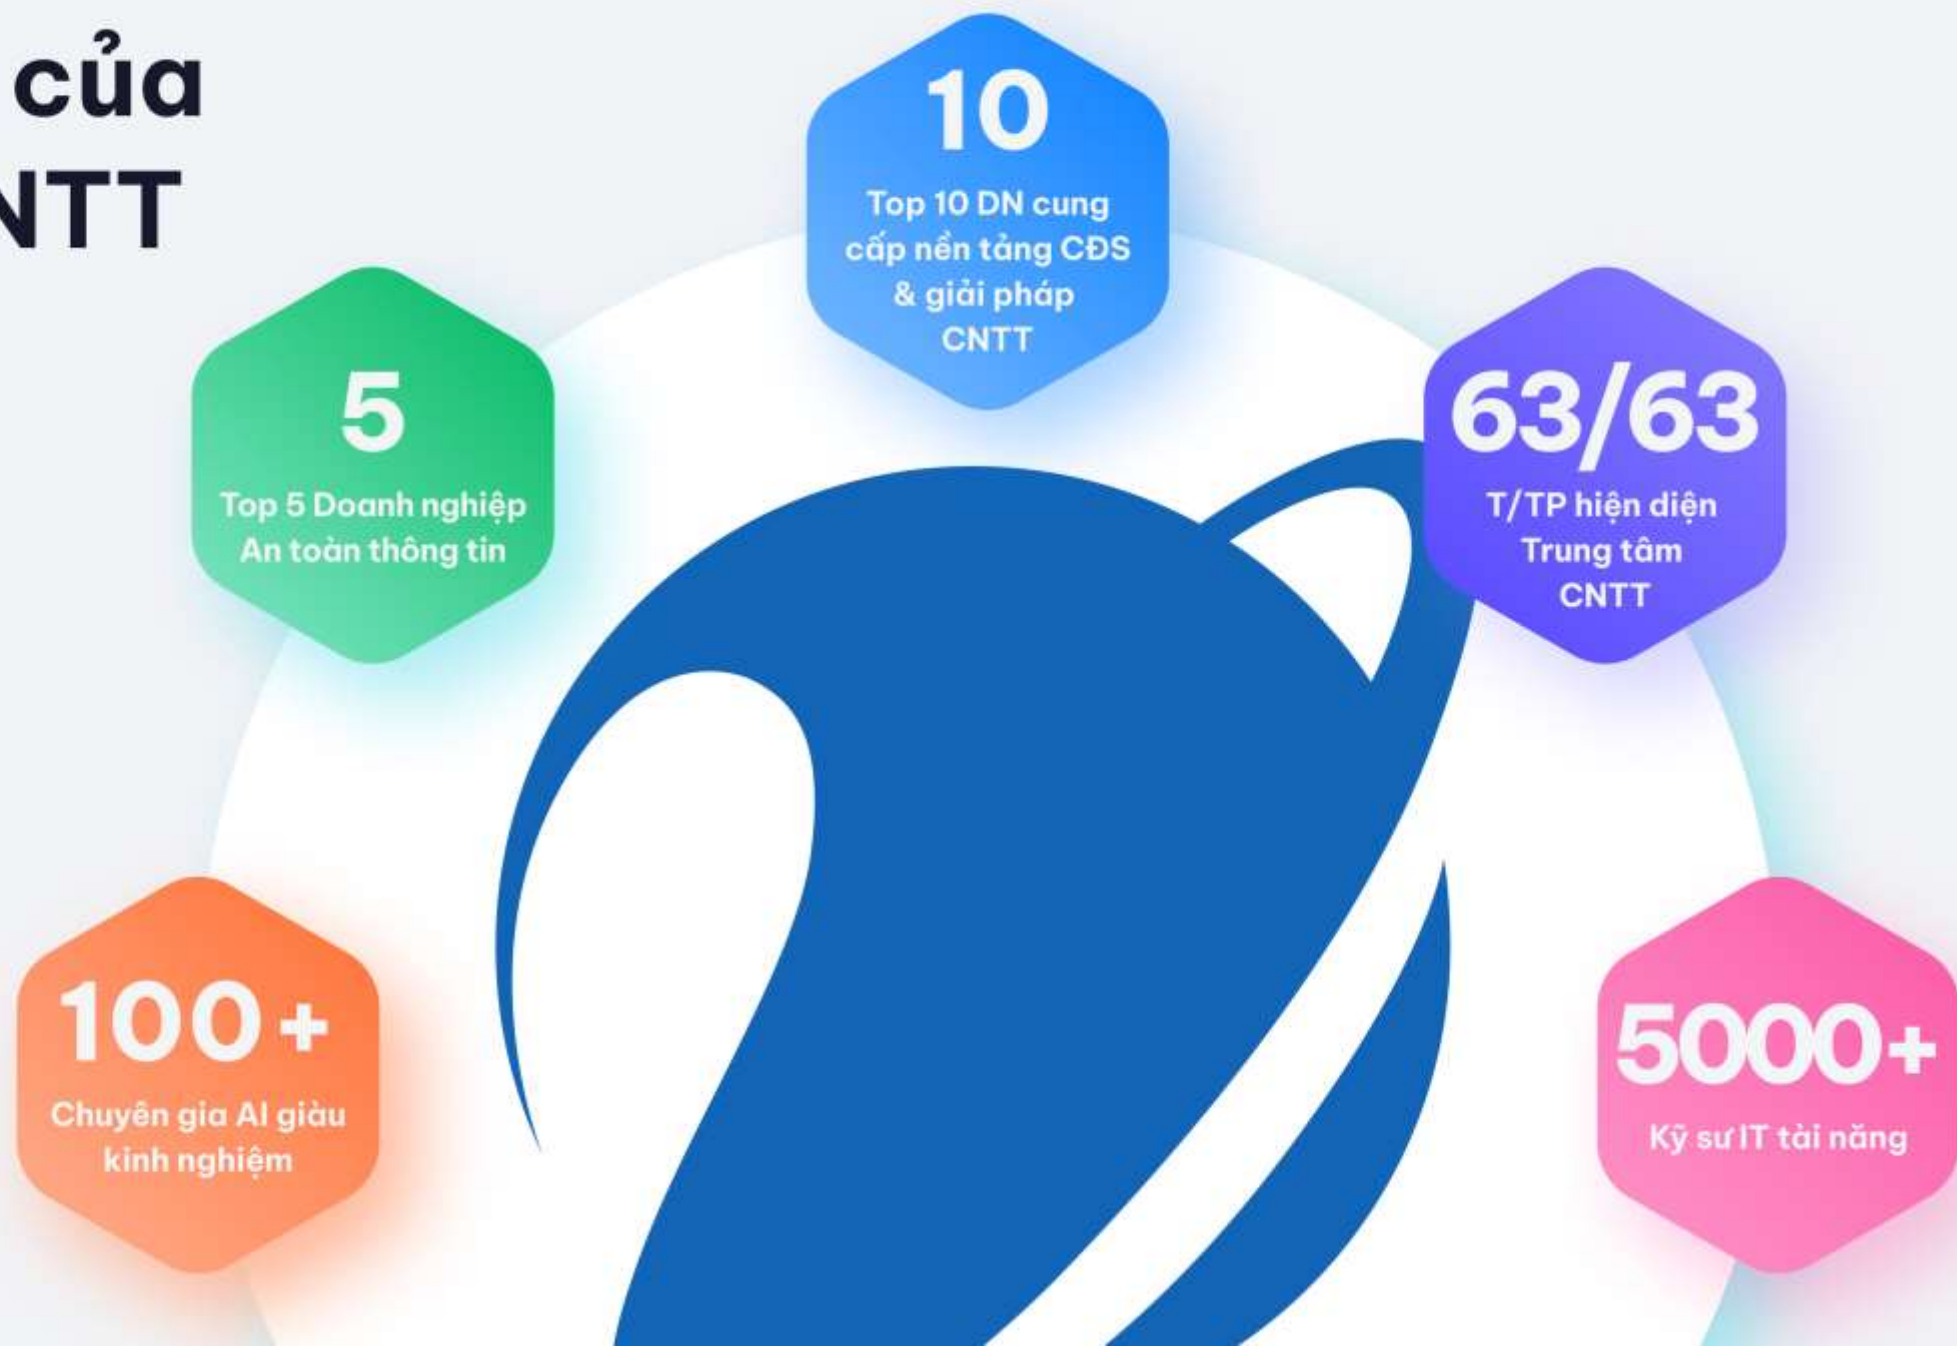 của
NTT
10
Top 10 DN cung
cấp nền tảng CĐS
& giải pháp
CNTT
5
Top 5 Doanh nghiệp
An toàn thông tin
63/63
T/TP hiện diện
Trung tâm
CNTT
100+
Chuyên gia AI giàu
kinh nghiệm
5000+
Kỹ sư IT tài năng